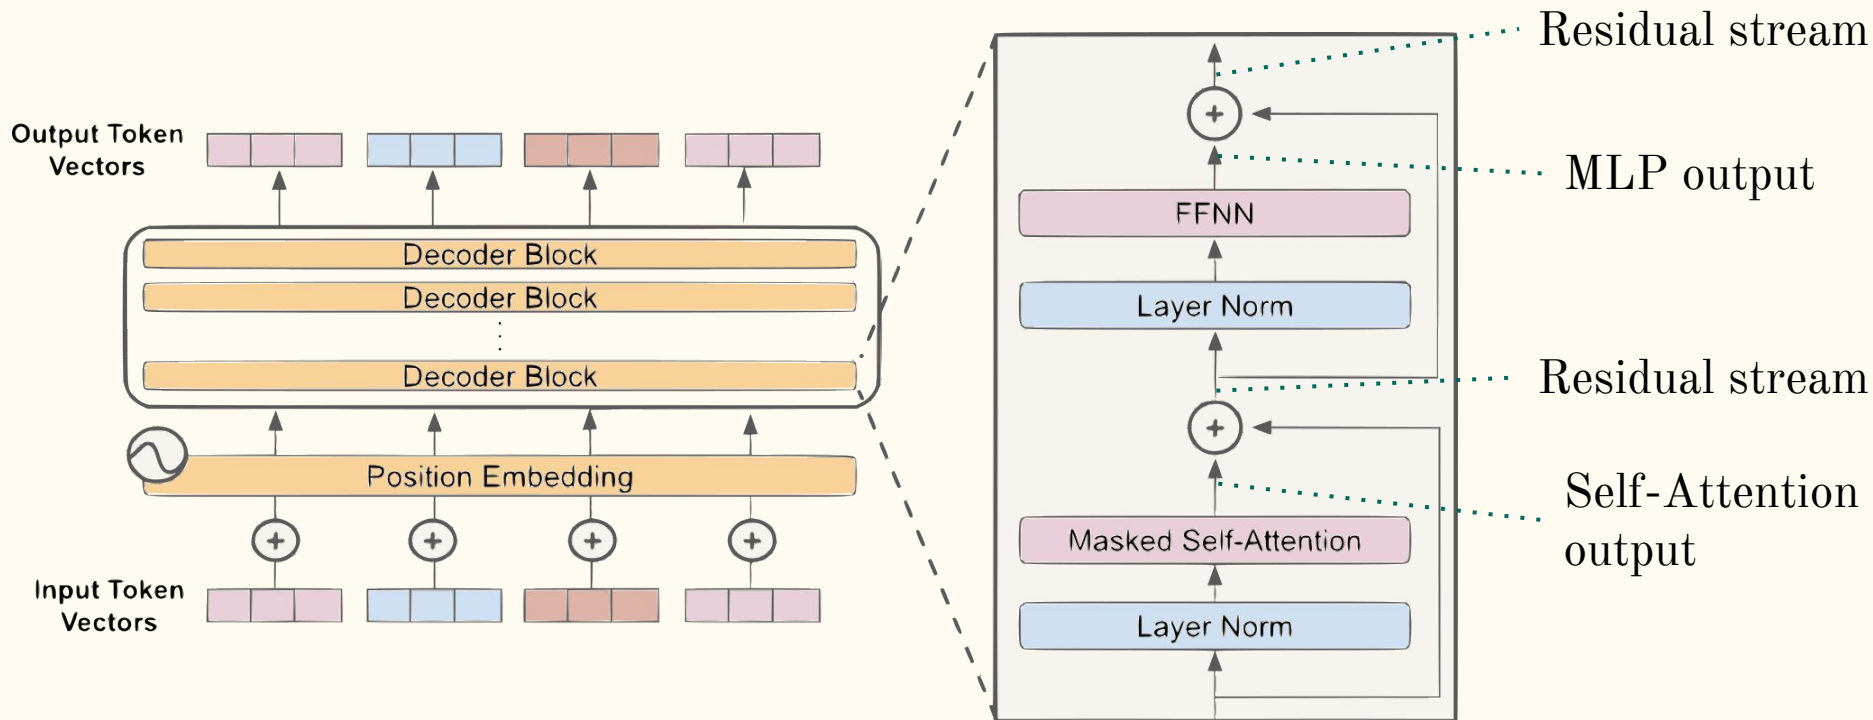 Output Token
Vectors
Decoder Block
Decoder Block
Decoder Block
Position Embedding
+
+
+
+
Input Token
Vectors
Residual stream
+
MLP output
FFNN
Layer Norm
Residual stream
+
Self-Attention
output
Masked Self-Attention
Layer Norm